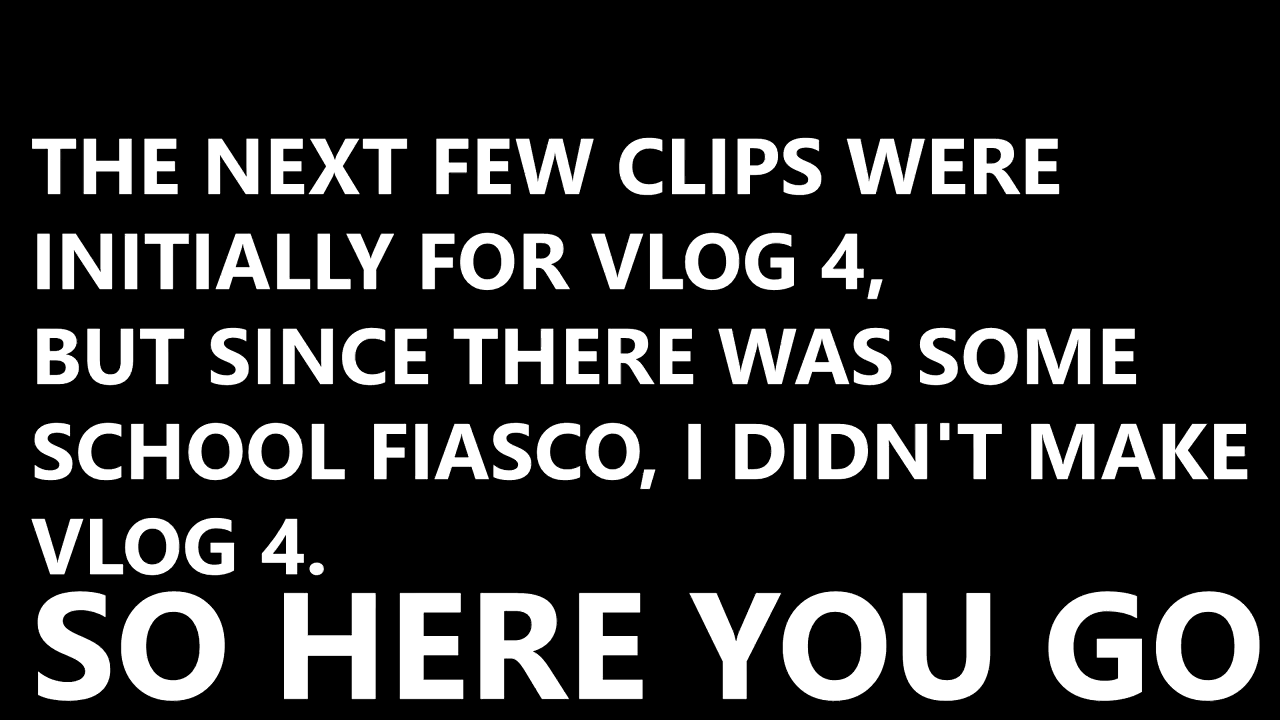 THE NEXT FEW CLIPS WERE
INITIALLY FOR VLOG 4,
BUT SINCE THERE WAS SOME
SCHOOL FIASCO, I DIDN'T MAKE
VLOG 4.
SO HERE YOU GO